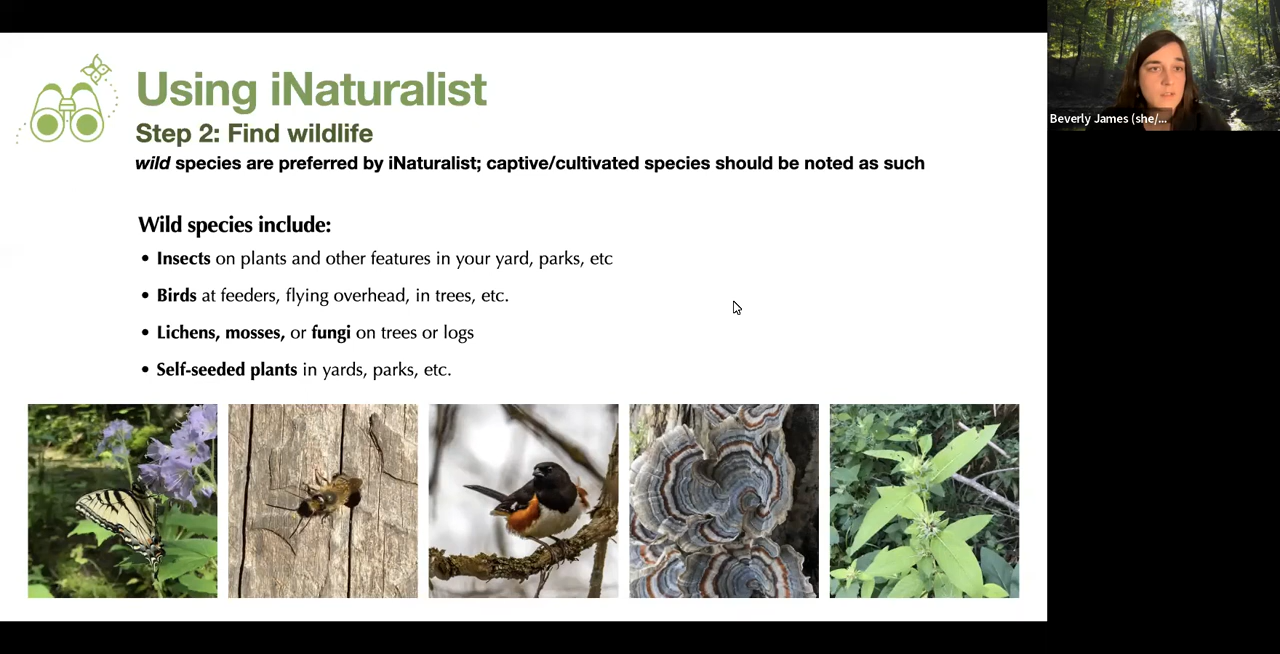 Using iNaturalist
Step 2: Find wildlife
wild species are preferred by iNaturalist; captive/cultivated species should be noted as such
Wild species include:
• Insects on plants and other features in your yard, parks, etc
• Birds at feeders, flying overhead, in trees, etc.
• Lichens, mosses, or fungi on trees or logs
• Self-seeded plants in yards, parks, etc.
Beverly James (she/...